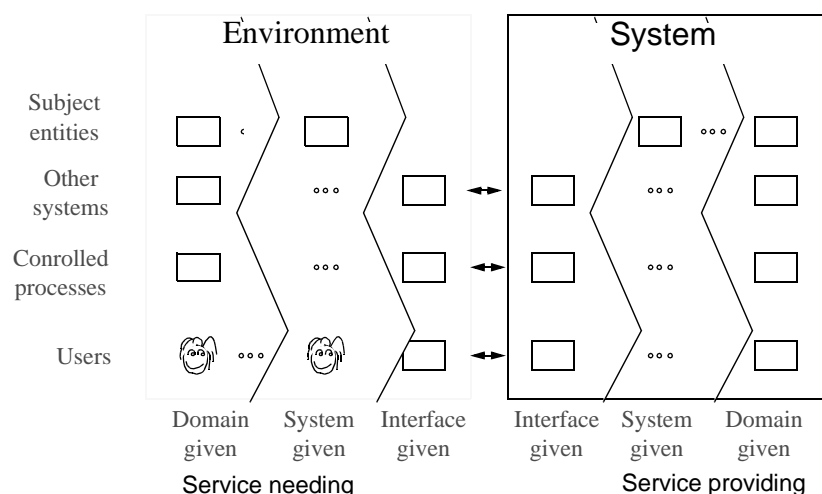 Environment
System
Subject
entities
Other
systems
Conrolled
processes
Users
Domain
given
System
given
Interface
given
Interface
given
System
given
Domain
given
Service needing
Service providing